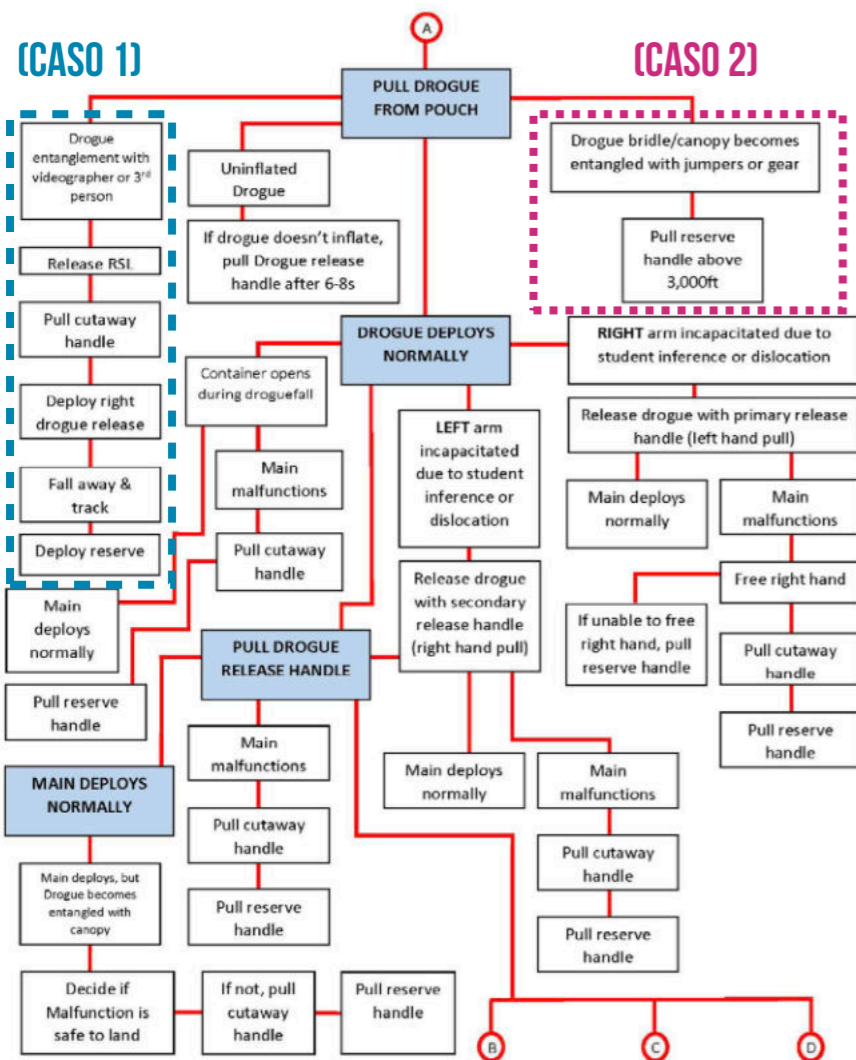 A
(CASO 1)
(CASO 2)
PULL DROGUE
FROM POUCH
Drogue
entanglement with
videographer or 3rd
person
Release RSL
Pull cutaway
handle
Deploy right
drogue release
Fall away &
track
Deploy reserve
Uninflated
Drogue
If drogue doesn't inflate,
pull Drogue release
handle after 6-8s
Drogue bridle/canopy becomes
entangled with jumpers or gear
Pull reserve
handle above
3,000ft
DROGUE DEPLOYS
NORMALLY
Container opens
during droguefall
Main
malfunctions
Pull cutaway
handle
Main
deploys
normally
Pull reserve
handle
LEFT arm
incapacitated
due to student
inference or
dislocation
Release drogue
with secondary
release handle
(right hand pull)
Main deploys
normally
Main
malfunctions
Pull cutaway
handle
Pull reserve
handle
RIGHT arm incapacitated due to
student inference or dislocation
Release drogue with primary release
handle (left hand pull)
Main deploys
normally
Main
malfunctions
Free right hand
If unable to free
right hand, pull
reserve handle
Pull cutaway
handle
Pull reserve
handle
PULL DROGUE
RELEASE HANDLE
Main
malfunctions
Pull cutaway
handle
Pull reserve
handle
MAIN DEPLOYS
NORMALLY
Main deploys, but
Drogue becomes
entangled with
canopy
Decide if
Malfunction is
safe to land
If not, pull
cutaway
handle
Pull reserve
handle
B
C
D